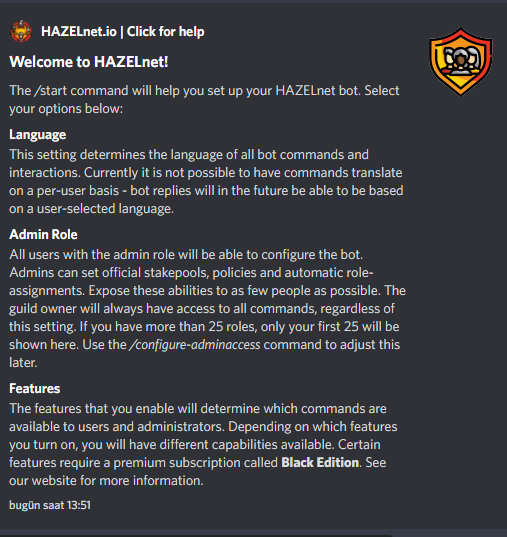 HAZELnet.io | Click for help
Welcome to HAZELnet!
The /start command will help you set up your HAZELnet bot. Select
your options below:
Language
This setting determines the language of all bot commands and
interactions. Currently it is not possible to have commands translate
on a per-user basis - bot replies will in the future be able to be based
on a user-selected language.
Admin Role
All users with the admin role will be able to configure the bot.
Admins can set official stakepools, policies and automatic role-
assignments. Expose these abilities to as few people as possible. The
guild owner will always have access to all commands, regardless of
this setting. If you have more than 25 roles, only your first 25 will be
shown here. Use the /configure-adminaccess command to adjust this
later.
Features
The features that you enable will determine which commands are
available to users and administrators. Depending on which features
you turn on, you will have different capabilities available. Certain
features require a premium subscription called Black Edition. See
our website for more information.
bugün saat 13:51